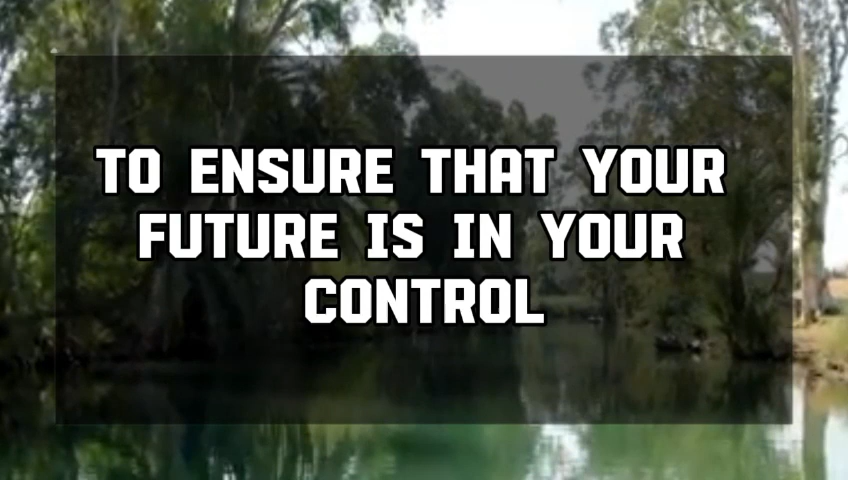 TO ENSURE THAT YOUR
FUTURE IS IN YOUR
CONTROL